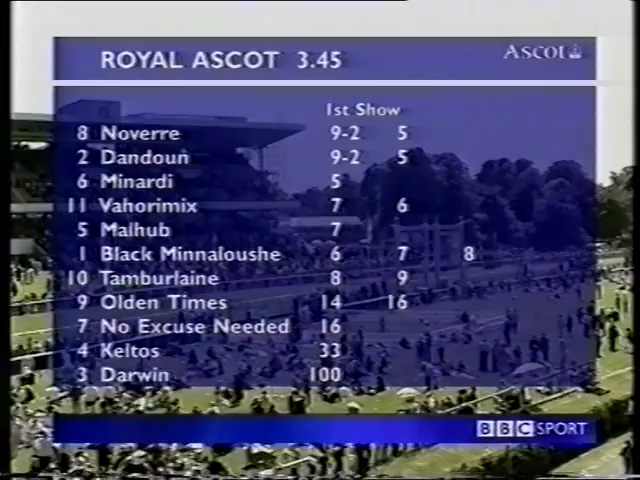 ROYAL ASCOT 3.45
Ascot
1st Show
8 Noverre 9-2 5
2 Dandoun 9-2 5
6 Minardi 5
11 Vahorimix 7 6
5 Malhub 7
1 Black Minnaloushe 6 7 8
10 Tamburlaine 8 9
9 Olden Times 14 16
7 No Excuse Needed 16
4 Keltos 33
3 Darwin 100
BBC SPORT